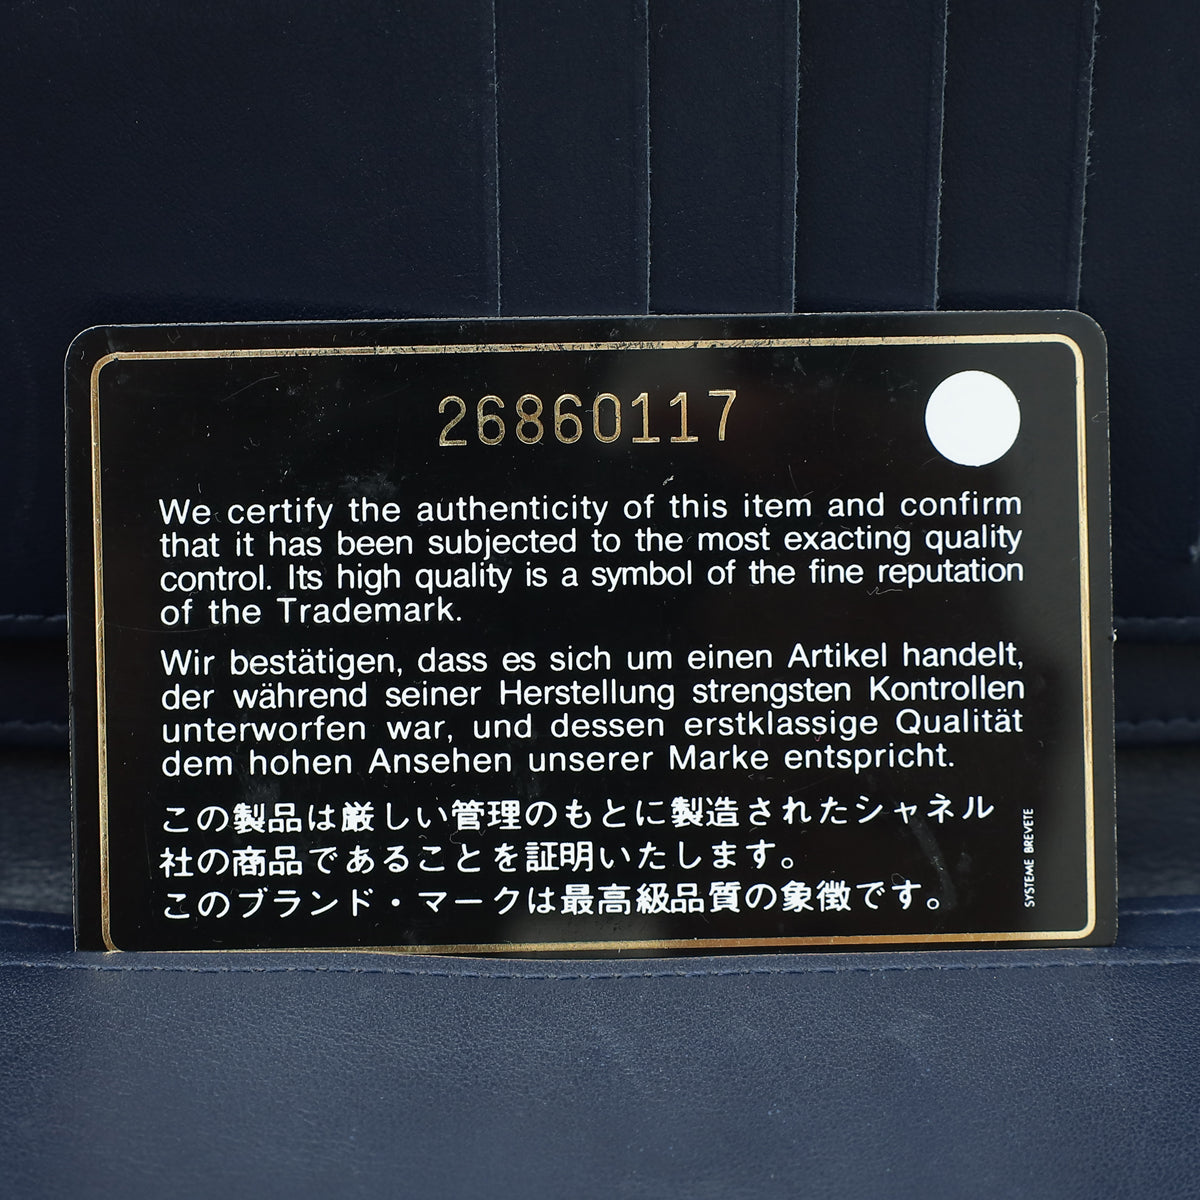 26860117
We certify the authenticity of this item and confirm
that it has been subjected to the most exacting quality
control. Its high quality is a symbol of the fine reputation
of the Trademark.
Wir bestätigen, dass es sich um einen Artikel handelt,
der während seiner Herstellung strengsten Kontrollen
unterworfen war, und dessen erstklassige Qualität
dem hohen Ansehen unserer Marke entspricht.
この製品は厳しい管理のもとに製造されたシャネル
社の商品であることを証明いたします。
このブランド・マークは最高級品質の象徴です。
SYSTEME BREVETE